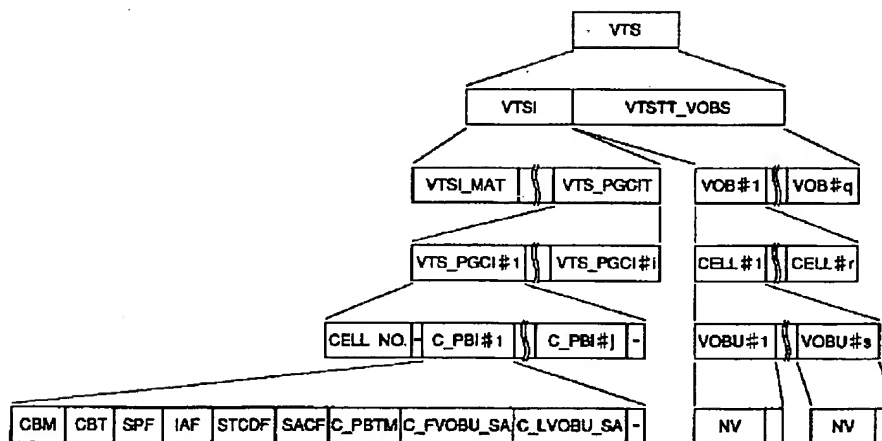 VTS
VTSI VTSTT_VOBS
VTSI_MAT VTS_PGCIT VOB#1 VOB#q
VTS_PGCI#1 VTS_PGCI#i CELL#1 CELL#r
CELL NO. - C_PBI#1 C_PBI#j - VOBU#1 VOBU#s
CBM CBT SPF IAF STCDF SACF C_PBTM C_FVOBU_SA C_LVOBU_SA - NV NV